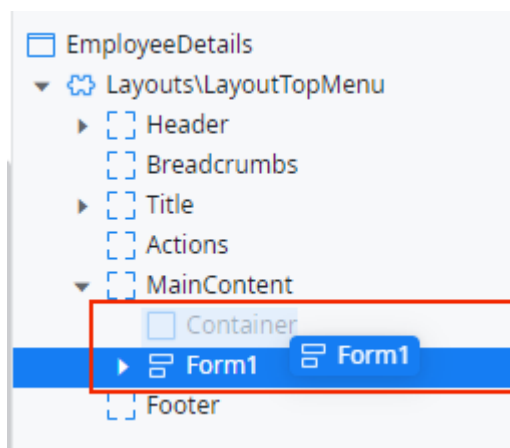 EmployeeDetails
Layouts\LayoutTopMenu
Header
Breadcrumbs
Title
Actions
MainContent
Container
Form1 Form1
Footer